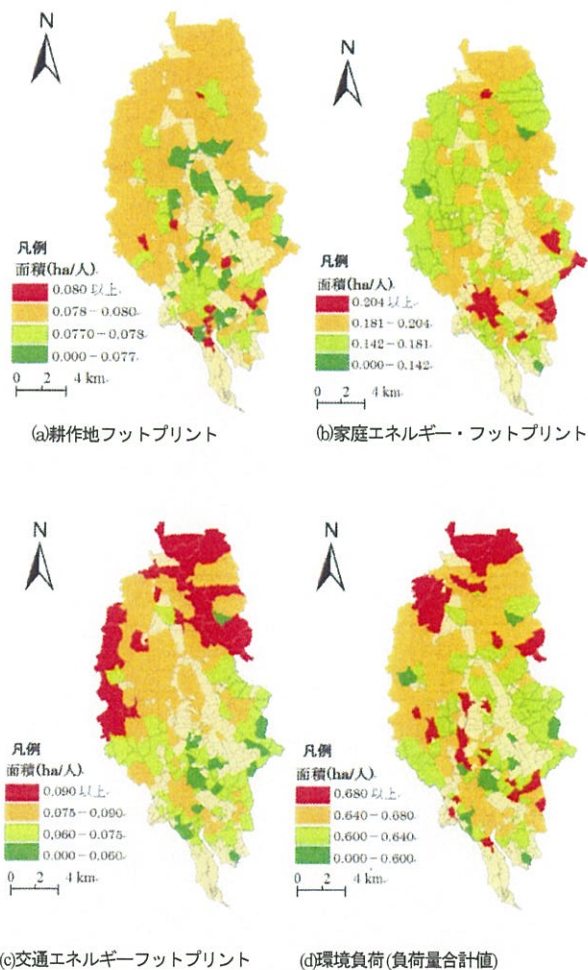 N
凡例
面積(ha/人)
0.080 以上
0.078－0.080
0.0770－0.078
0.000－0.077
0 2 4 km
(a)耕作地フットプリント
N
凡例
面積(ha/人)
0.204 以上
0.181－0.204
0.142－0.181
0.000－0.142
0 2 4 km
(b)家庭エネルギー・フットプリント
N
凡例
面積(ha/人)
0.090 以上
0.075－0.090
0.060－0.075
0.000－0.060
0 2 4 km
(c)交通エネルギーフットプリント
N
凡例
面積(ha/人)
0.680 以上
0.640－0.680
0.600－0.640
0.000－0.600
0 2 4 km
(d)環境負荷(負荷量合計値)